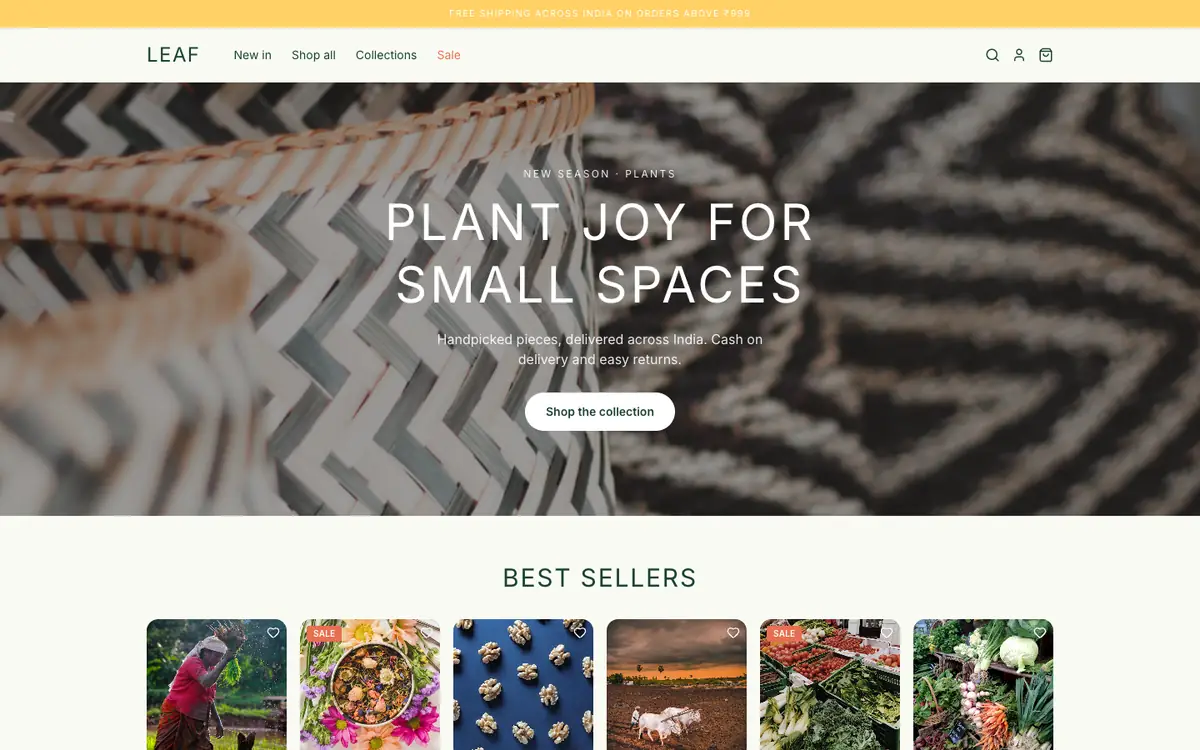 FREE SHIPPING ACROSS INDIA ON ORDERS ABOVE ₹999
LEAF
New in
Shop all
Collections
Sale
NEW SEASON · PLANTS
PLANT JOY FOR
SMALL SPACES
Handpicked pieces, delivered across India. Cash on
delivery and easy returns.
Shop the collection
BEST SELLERS
SALE
SALE